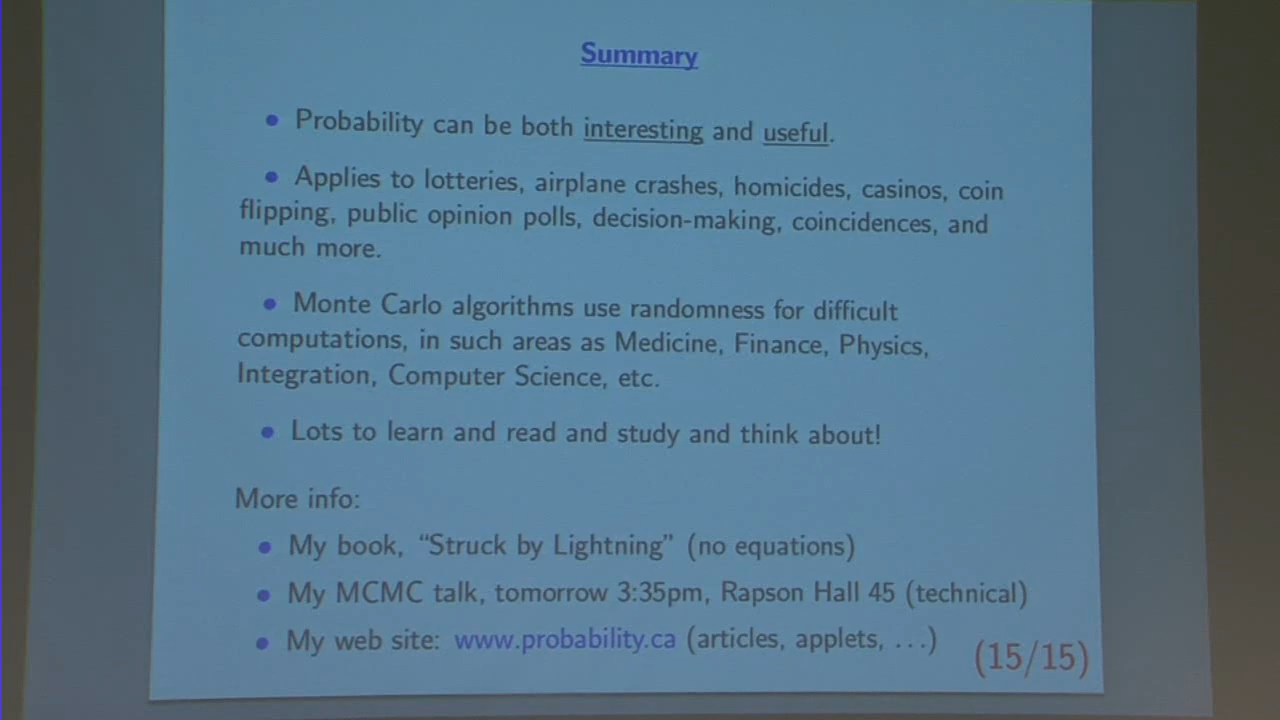 Summary
• Probability can be both interesting and useful.
• Applies to lotteries, airplane crashes, homicides, casinos, coin
flipping, public opinion polls, decision-making, coincidences, and
much more.
• Monte Carlo algorithms use randomness for difficult
computations, in such areas as Medicine, Finance, Physics,
Integration, Computer Science, etc.
• Lots to learn and read and study and think about!
More info:
• My book, “Struck by Lightning” (no equations)
• My MCMC talk, tomorrow 3:35pm, Rapson Hall 45 (technical)
• My web site: www.probability.ca (articles, applets, ...)
(15/15)